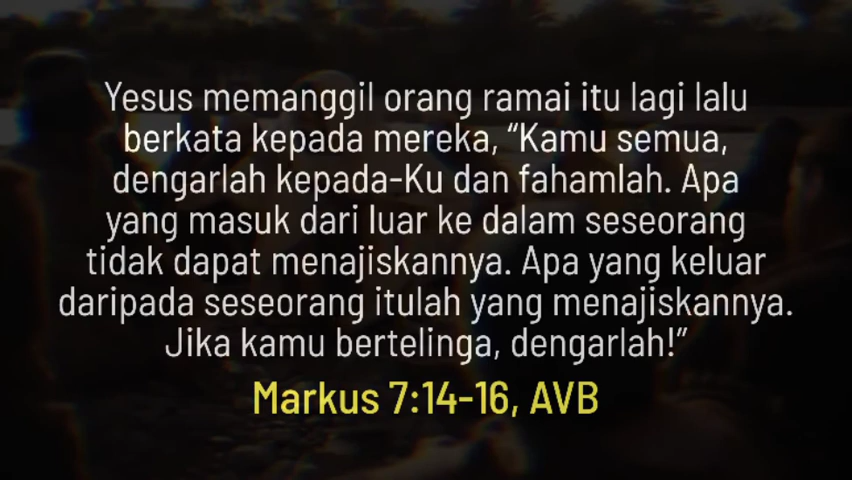 Yesus memanggil orang ramai itu lagi lalu
berkata kepada mereka, “Kamu semua,
dengarlah kepada-Ku dan fahamlah. Apa
yang masuk dari luar ke dalam seseorang
tidak dapat menajiskannya. Apa yang keluar
daripada seseorang itulah yang menajiskannya.
Jika kamu bertelinga, dengarlah!”
Markus 7:14-16, AVB